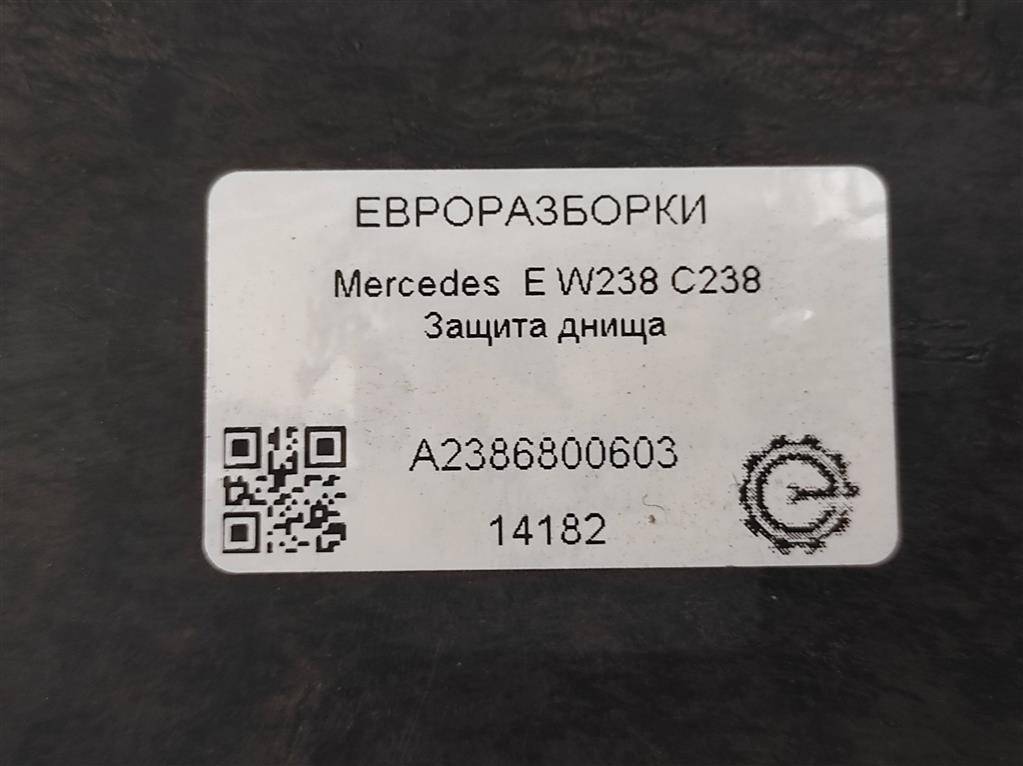 ЕВРОРАЗБОРКИ
Mercedes E W238 C238
Защита днища
A2386800603
14182